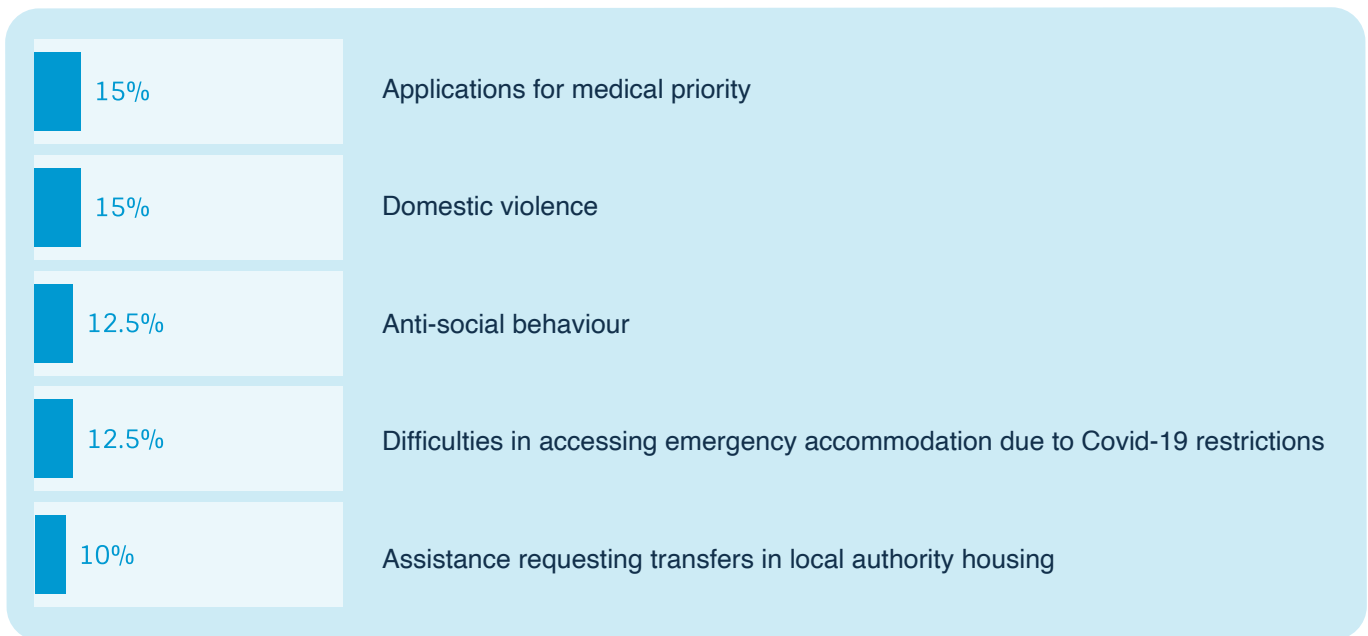 15% Applications for medical priority
15% Domestic violence
12.5% Anti-social behaviour
12.5% Difficulties in accessing emergency accommodation due to Covid-19 restrictions
10% Assistance requesting transfers in local authority housing